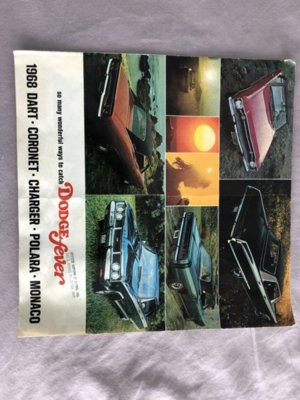 so many wonderful ways to catch
DODGE fever
1968 DART · CORONET · CHARGER · POLARA · MONACO